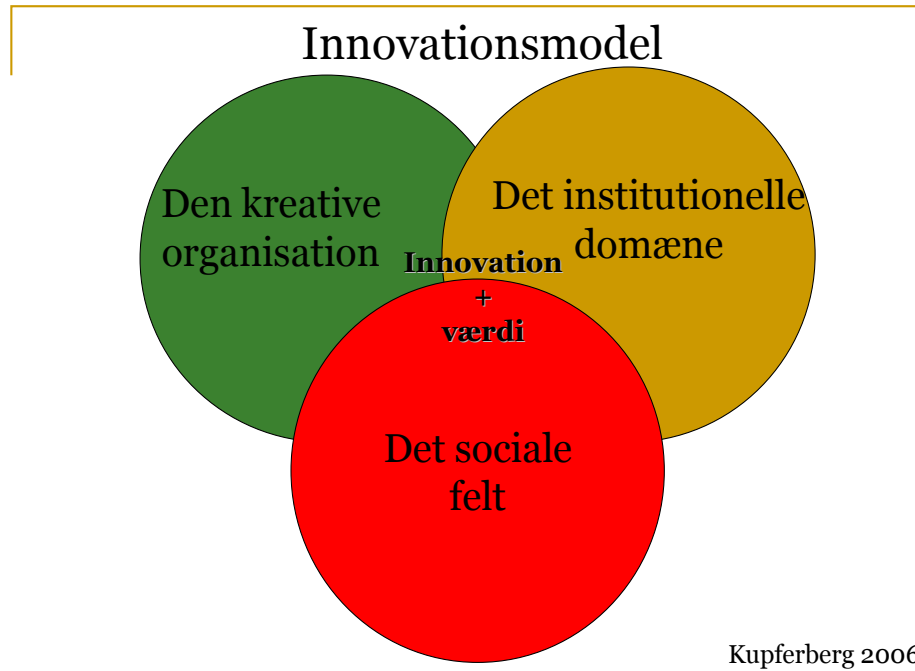 Innovationsmodel
Den kreative
organisation
Det institutionelle
domæne
Innovation
+
værdi
Det sociale
felt
Kupferberg 2006